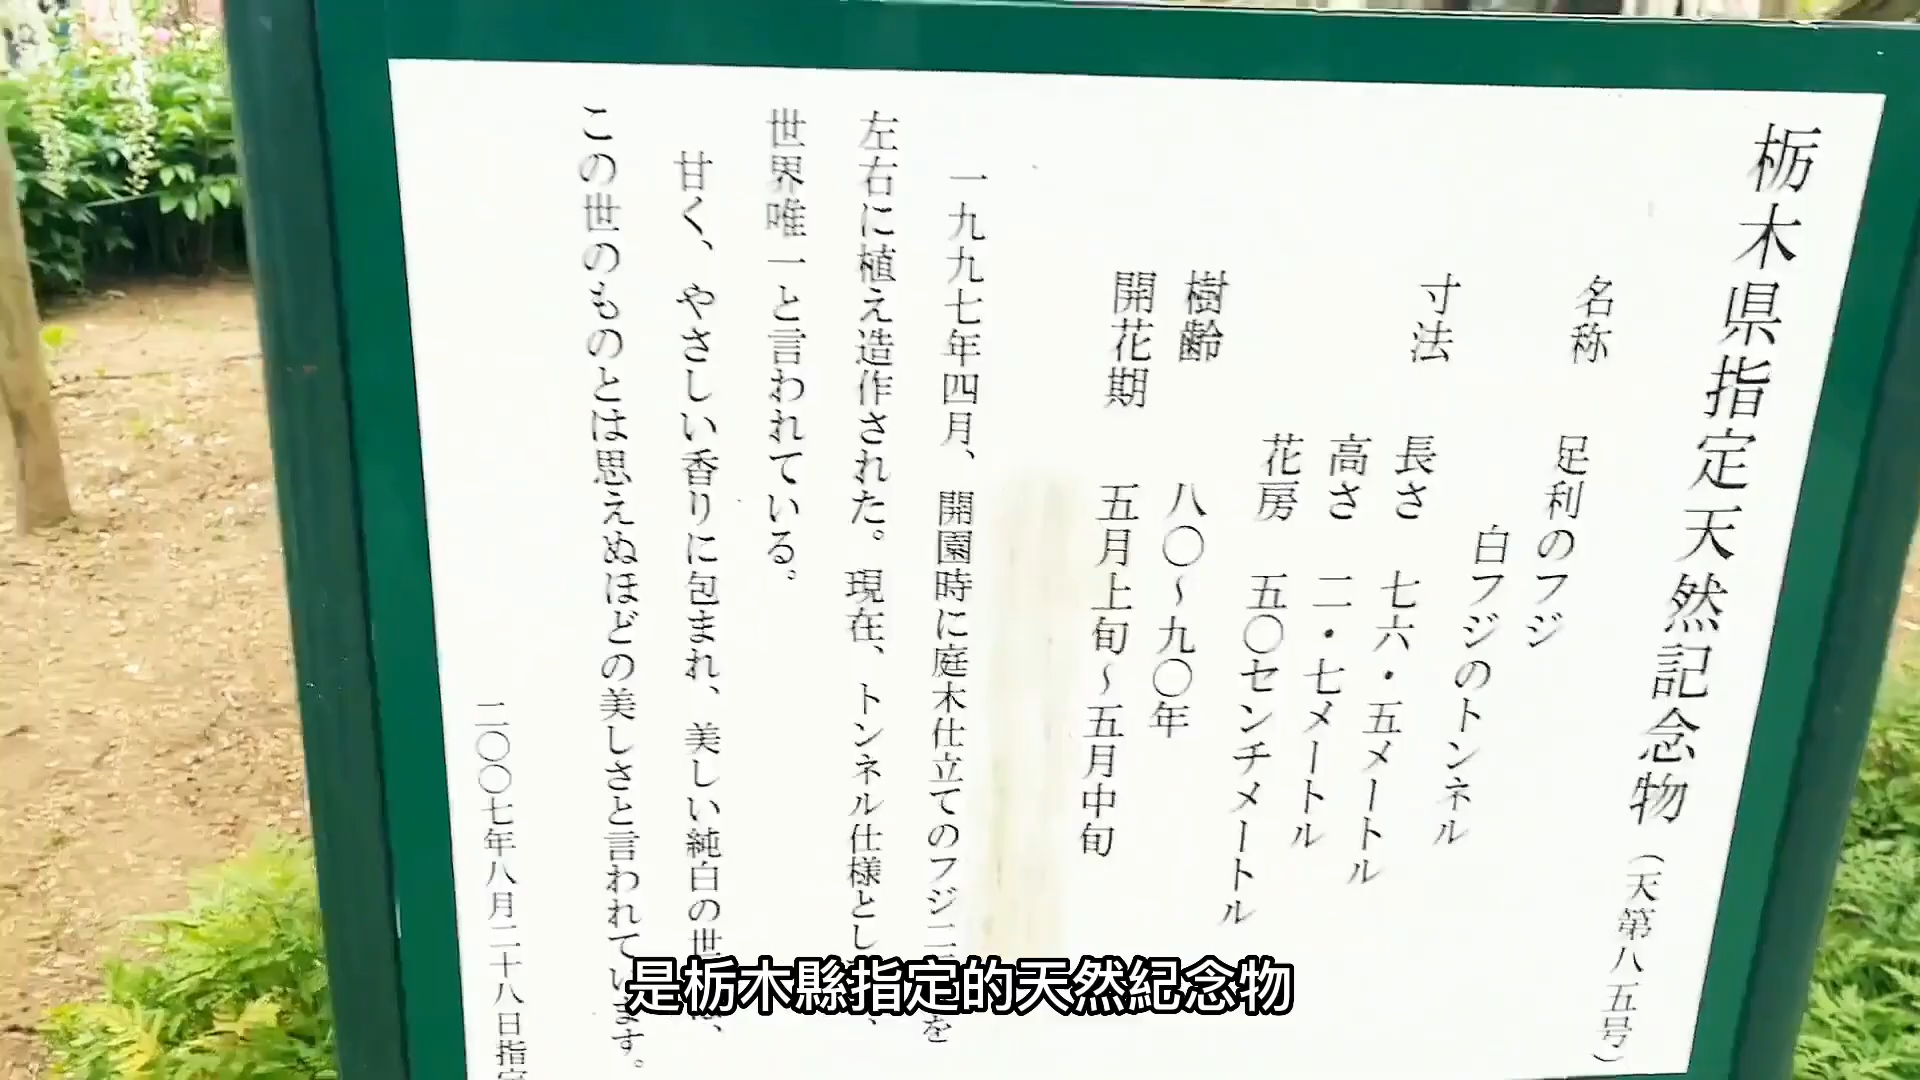 栃木県指定天然記念物（天第八五号）
名称　足利のフジ
白フジのトンネル
寸法　長さ　七六・五メートル
高さ　二・七メートル
花房　五〇センチメートル
樹齢　八〇～九〇年
開花期　五月上旬～五月中旬
一九九七年四月、開園時に庭木仕立てのフジ二を
左右に植え造作された。現在、トンネル仕様とし、
世界唯一と言われている。
甘く、やさしい香りに包まれ、美しい純白の世、
この世のものとは思えぬほどの美しさと言われています。
二〇〇七年八月二十八日指定
是栃木縣指定的天然紀念物